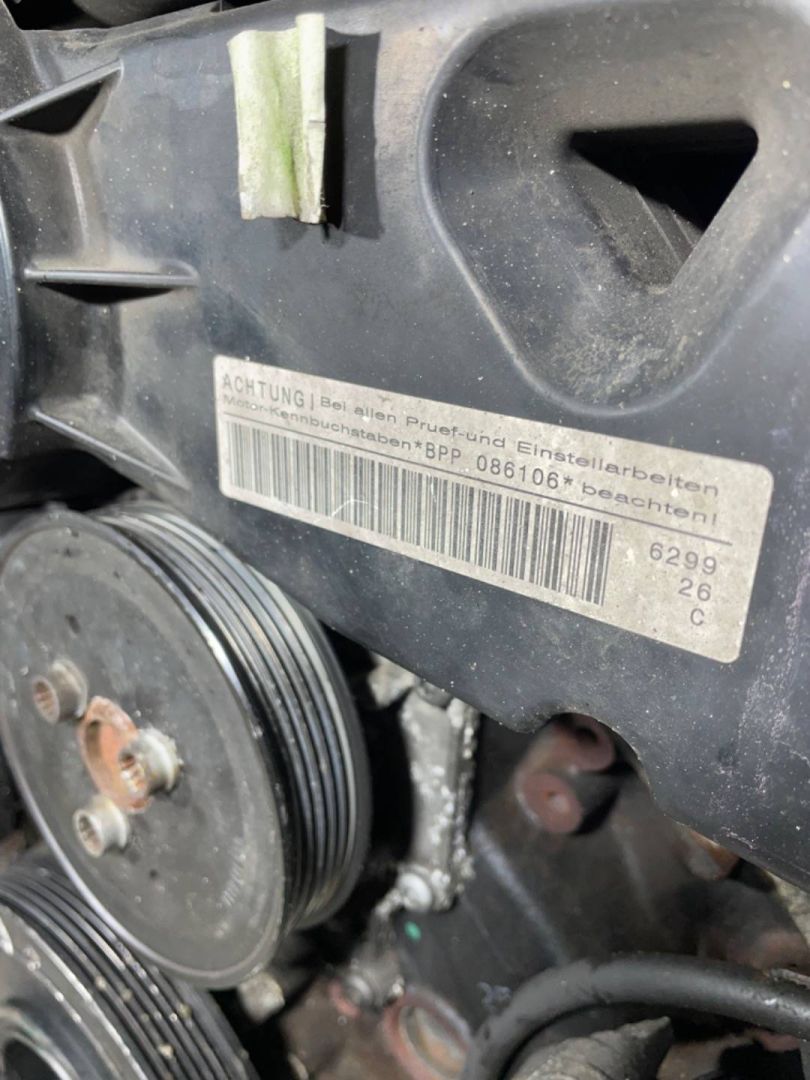 ACHTUNG! Bei allen Pruef-und Einstellarbeiten
Motor-Kennbuchstaben*BPP 086106* beachten!
6299
26
C